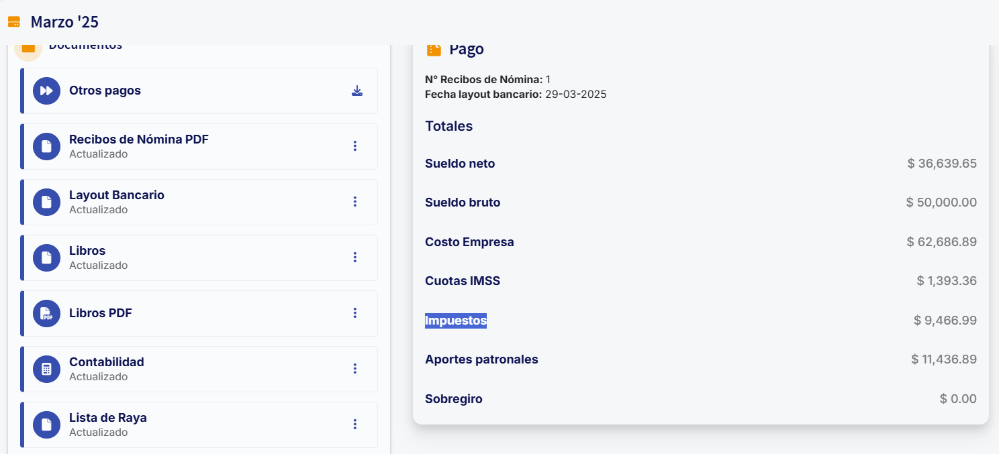 Marzo '25
Documentos
Otros pagos
Recibos de Nómina PDF
Actualizado
Layout Bancario
Actualizado
Libros
Actualizado
PDF
Libros PDF
Contabilidad
Actualizado
Lista de Raya
Actualizado
Pago
N° Recibos de Nómina: 1
Fecha layout bancario: 29-03-2025
Totales
Sueldo neto $ 36,639.65
Sueldo bruto $ 50,000.00
Costo Empresa $ 62,686.89
Cuotas IMSS $ 1,393.36
Impuestos $ 9,466.99
Aportes patronales $ 11,436.89
Sobregiro $ 0.00